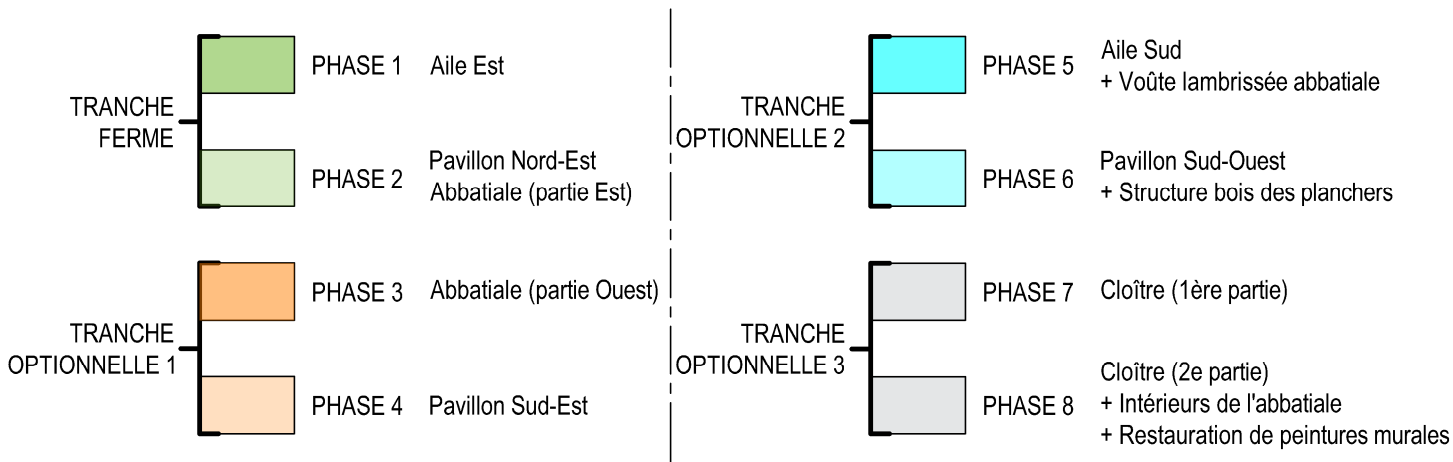 TRANCHE
FERME
PHASE 1
Aile Est
PHASE 2
Pavillon Nord-Est
Abbatiale (partie Est)
TRANCHE
OPTIONNELLE 1
PHASE 3
Abbatiale (partie Ouest)
PHASE 4
Pavillon Sud-Est
TRANCHE
OPTIONNELLE 2
PHASE 5
Aile Sud
+ Voûte lambrissée abbatiale
PHASE 6
Pavillon Sud-Ouest
+ Structure bois des planchers
TRANCHE
OPTIONNELLE 3
PHASE 7
Cloître (1ère partie)
PHASE 8
Cloître (2e partie)
+ Intérieurs de l'abbatiale
+ Restauration de peintures murales